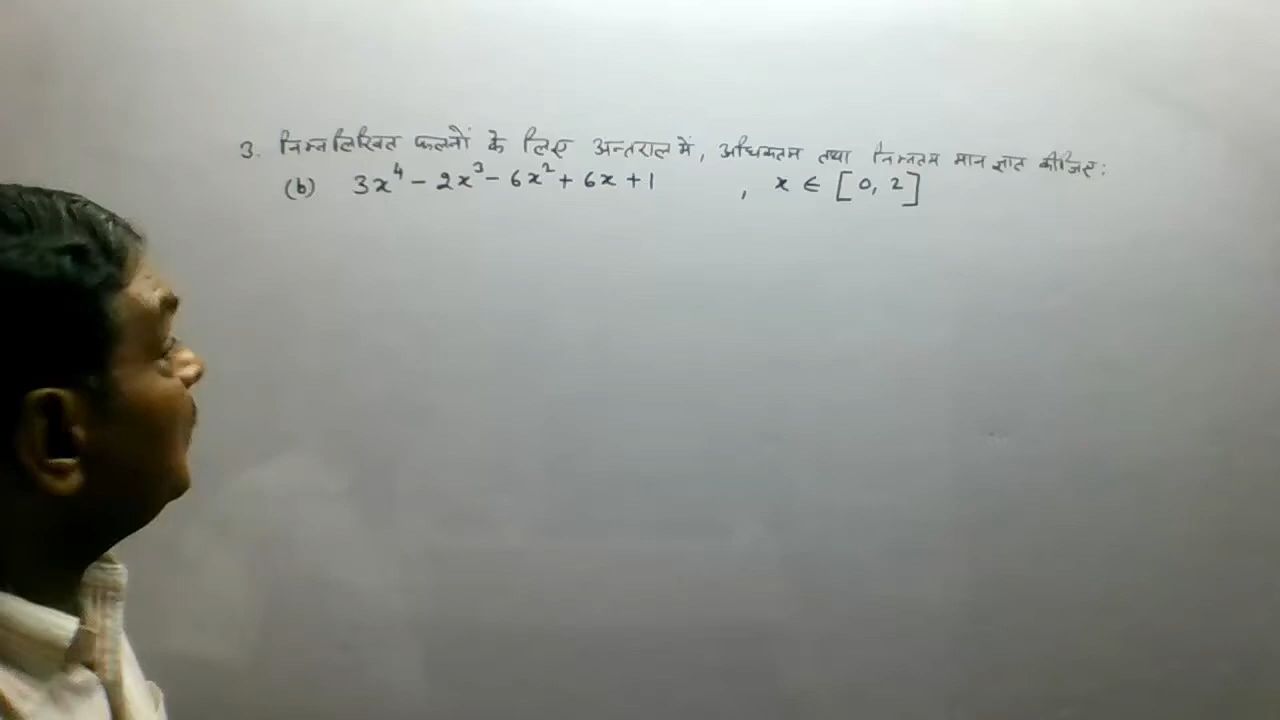 3. निम्नलिखित फलनों के लिए अन्तराल में, अधिकतम तथा निम्नतम मान ज्ञात कीजिए:
(b) 3x⁴ - 2x³ - 6x² + 6x + 1 , x ∈ [0, 2]